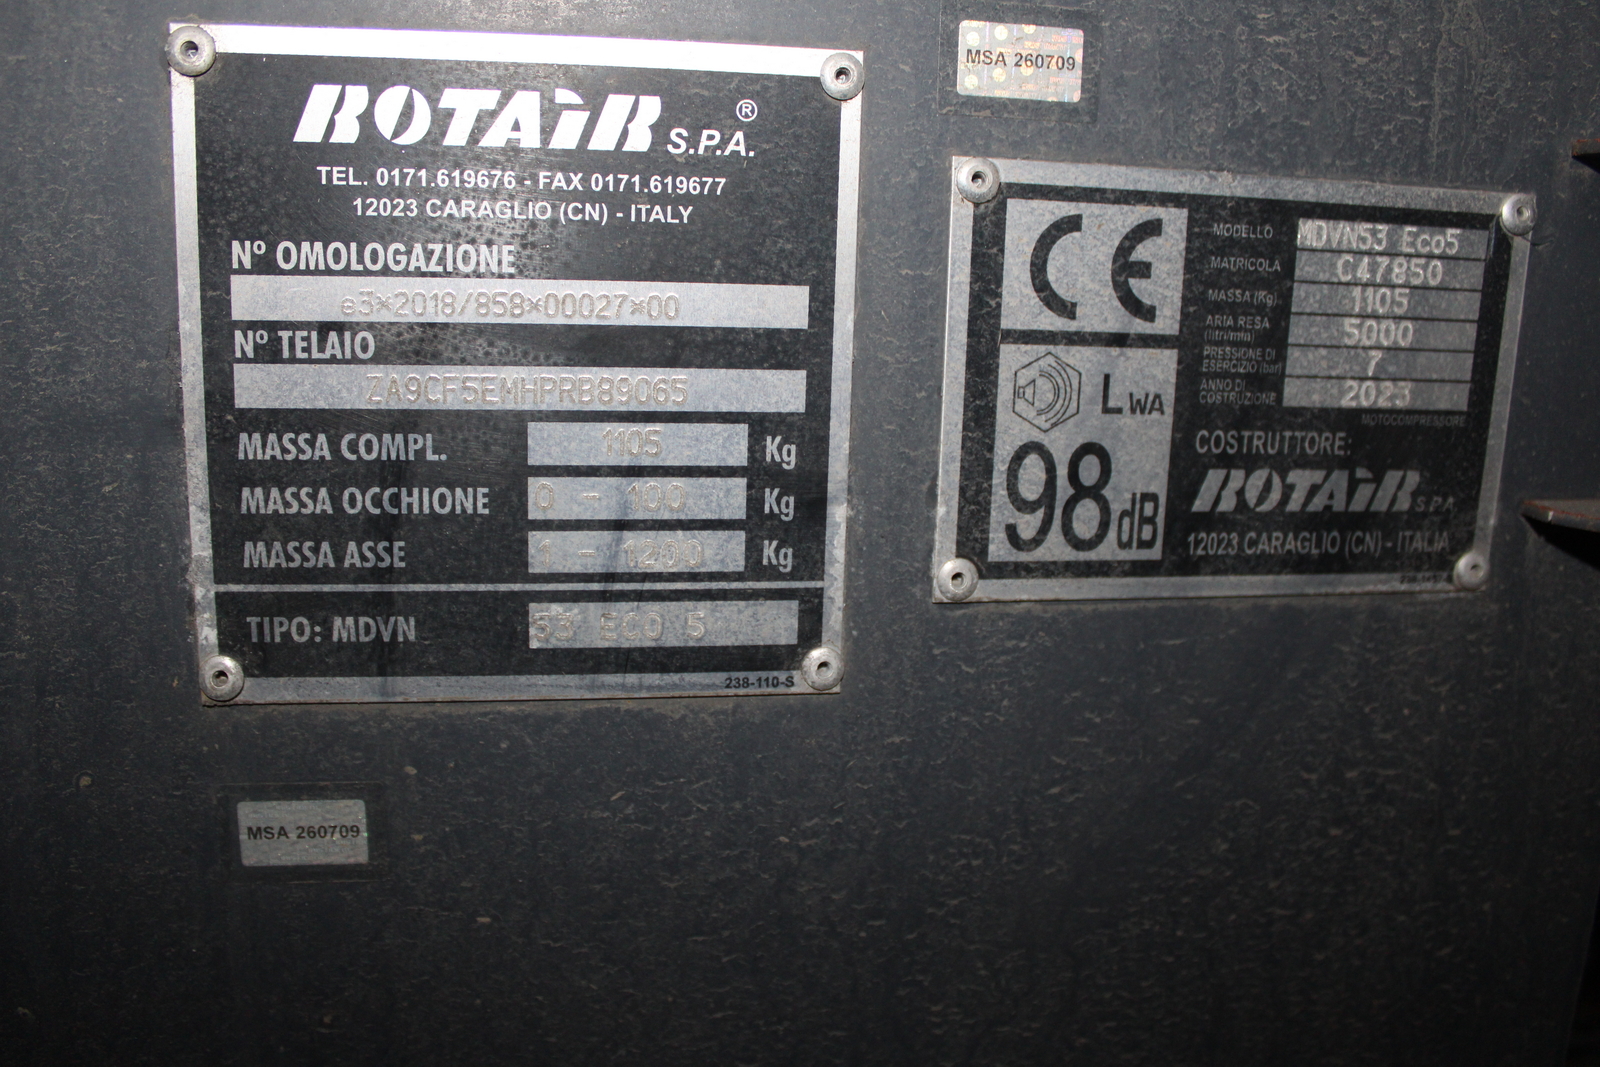 ROTAIR S.P.A. ®
TEL. 0171.619676 - FAX 0171.619677
12023 CARAGLIO (CN) - ITALY
Nº OMOLOGAZIONE
e3*2018/858*00027*00
Nº TELAIO
ZA9CF5EMHPRB89065
MASSA COMPL. 1105 Kg
MASSA OCCHIONE 0 - 100 Kg
MASSA ASSE 1 - 1200 Kg
TIPO: MDVN 53 ECO 5
238-110-S
MSA 260709
MSA 260709
CE
LWA
98dB
MODELLO MDVN53 Eco5
MATRICOLA C47850
MASSA (Kg) 1105
ARIA RESA
(litri/min) 5000
PRESSIONE DI
ESERCIZIO (bar) 7
ANNO DI
COSTRUZIONE 2023
MOTOCOMPRESSORE
COSTRUTTORE:
ROTAIR S.P.A.
12023 CARAGLIO (CN) - ITALIA